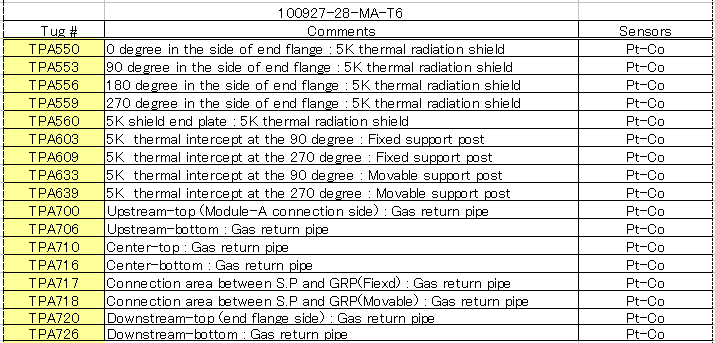 100927-28-MA-T6
Tug # Comments Sensors
TPA550 0 degree in the side of end flange : 5K thermal radiation shield Pt-Co
TPA553 90 degree in the side of end flange : 5K thermal radiation shield Pt-Co
TPA556 180 degree in the side of end flange : 5K thermal radiation shield Pt-Co
TPA559 270 degree in the side of end flange : 5K thermal radiation shield Pt-Co
TPA560 5K shield end plate : 5K thermal radiation shield Pt-Co
TPA603 5K thermal intercept at the 90 degree : Fixed support post Pt-Co
TPA609 5K thermal intercept at the 270 degree : Fixed support post Pt-Co
TPA633 5K thermal intercept at the 90 degree : Movable support post Pt-Co
TPA639 5K thermal intercept at the 270 degree : Movable support post Pt-Co
TPA700 Upstream-top (Module-A connection side) : Gas return pipe Pt-Co
TPA706 Upstream-bottom : Gas return pipe Pt-Co
TPA710 Center-top : Gas return pipe Pt-Co
TPA716 Center-bottom : Gas return pipe Pt-Co
TPA717 Connection area between S.P and GRP(Fiexd) : Gas return pipe Pt-Co
TPA718 Connection area between S.P and GRP(Movable) : Gas return pipe Pt-Co
TPA720 Downstream-top (end flange side) : Gas return pipe Pt-Co
TPA726 Downstream-bottom : Gas return pipe Pt-Co